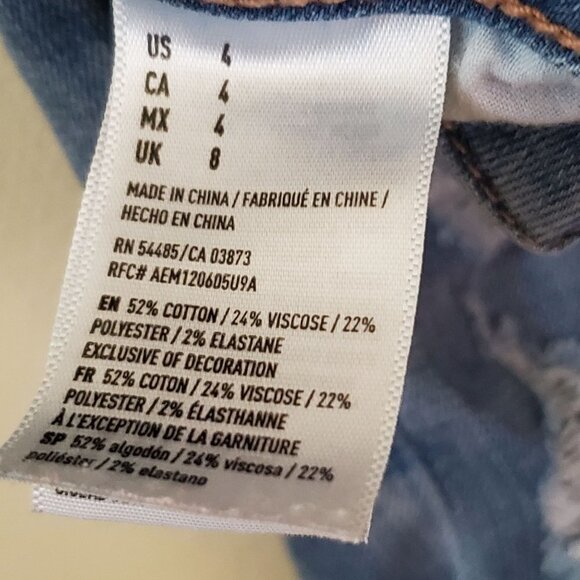 US 4
CA 4
MX 4
UK 8
MADE IN CHINA / FABRIQUÉ EN CHINE /
HECHO EN CHINA
RN 54485/CA 03873
RFC# AEM120605U9A
EN 52% COTTON / 24% VISCOSE / 22%
POLYESTER / 2% ELASTANE
EXCLUSIVE OF DECORATION
FR 52% COTON / 24% VISCOSE / 22%
POLYESTER / 2% ÉLASTHANNE
À L'EXCEPTION DE LA GARNITURE
SP 52% algodón / 24% viscosa / 22%
poliéster / 2% elastano